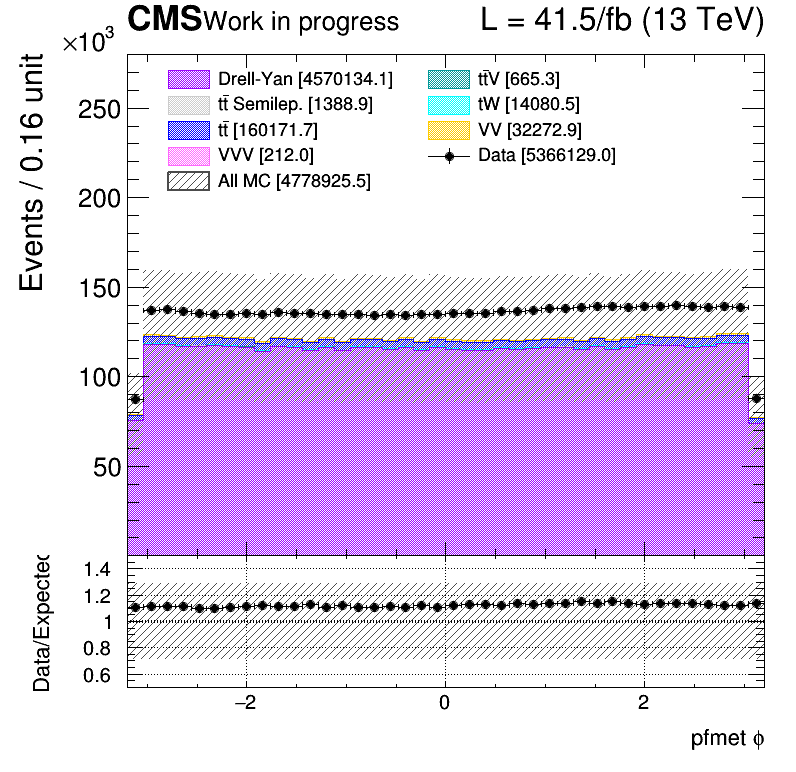 CMS Work in progress L = 41.5/fb (13 TeV)
×10³
Events / 0.16 unit
Drell-Yan [4570134.1]
tt̄ Semilep. [1388.9]
tt̄ [160171.7]
VVV [212.0]
All MC [4778925.5]
tt̄V [665.3]
tW [14080.5]
VV [32272.9]
Data [5366129.0]
250
200
150
100
50
Data/Expected
1.4
1.2
1
0.8
0.6
−2 0 2
pfmet ϕ